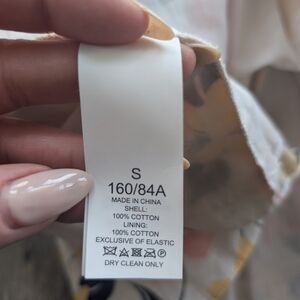 S
160/84A
MADE IN CHINA
SHELL:
100% COTTON
LINING:
100% COTTON
EXCLUSIVE OF ELASTIC
DRY CLEAN ONLY